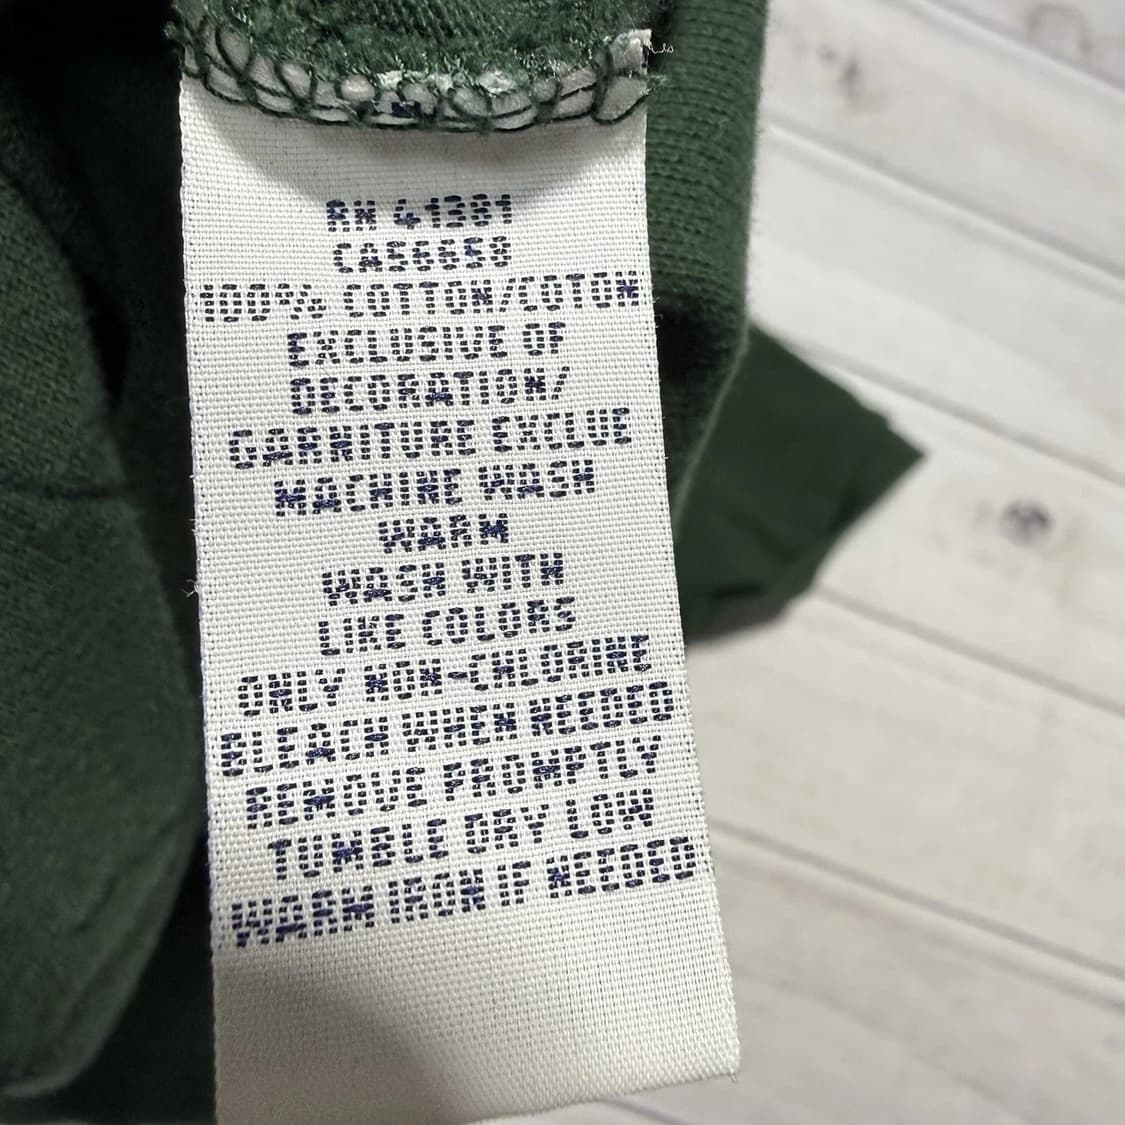 RN 41381
CA56659
100% COTTON/COTON
EXCLUSIVE OF
DECORATION/
GARNITURE EXCLUE
MACHINE WASH
WARM
WASH WITH
LIKE COLORS
ONLY NON-CHLORINE
BLEACH WHEN NEEDED
REMOVE PROMPTLY
TUMBLE DRY LOW
WARM IRON IF NEEDED